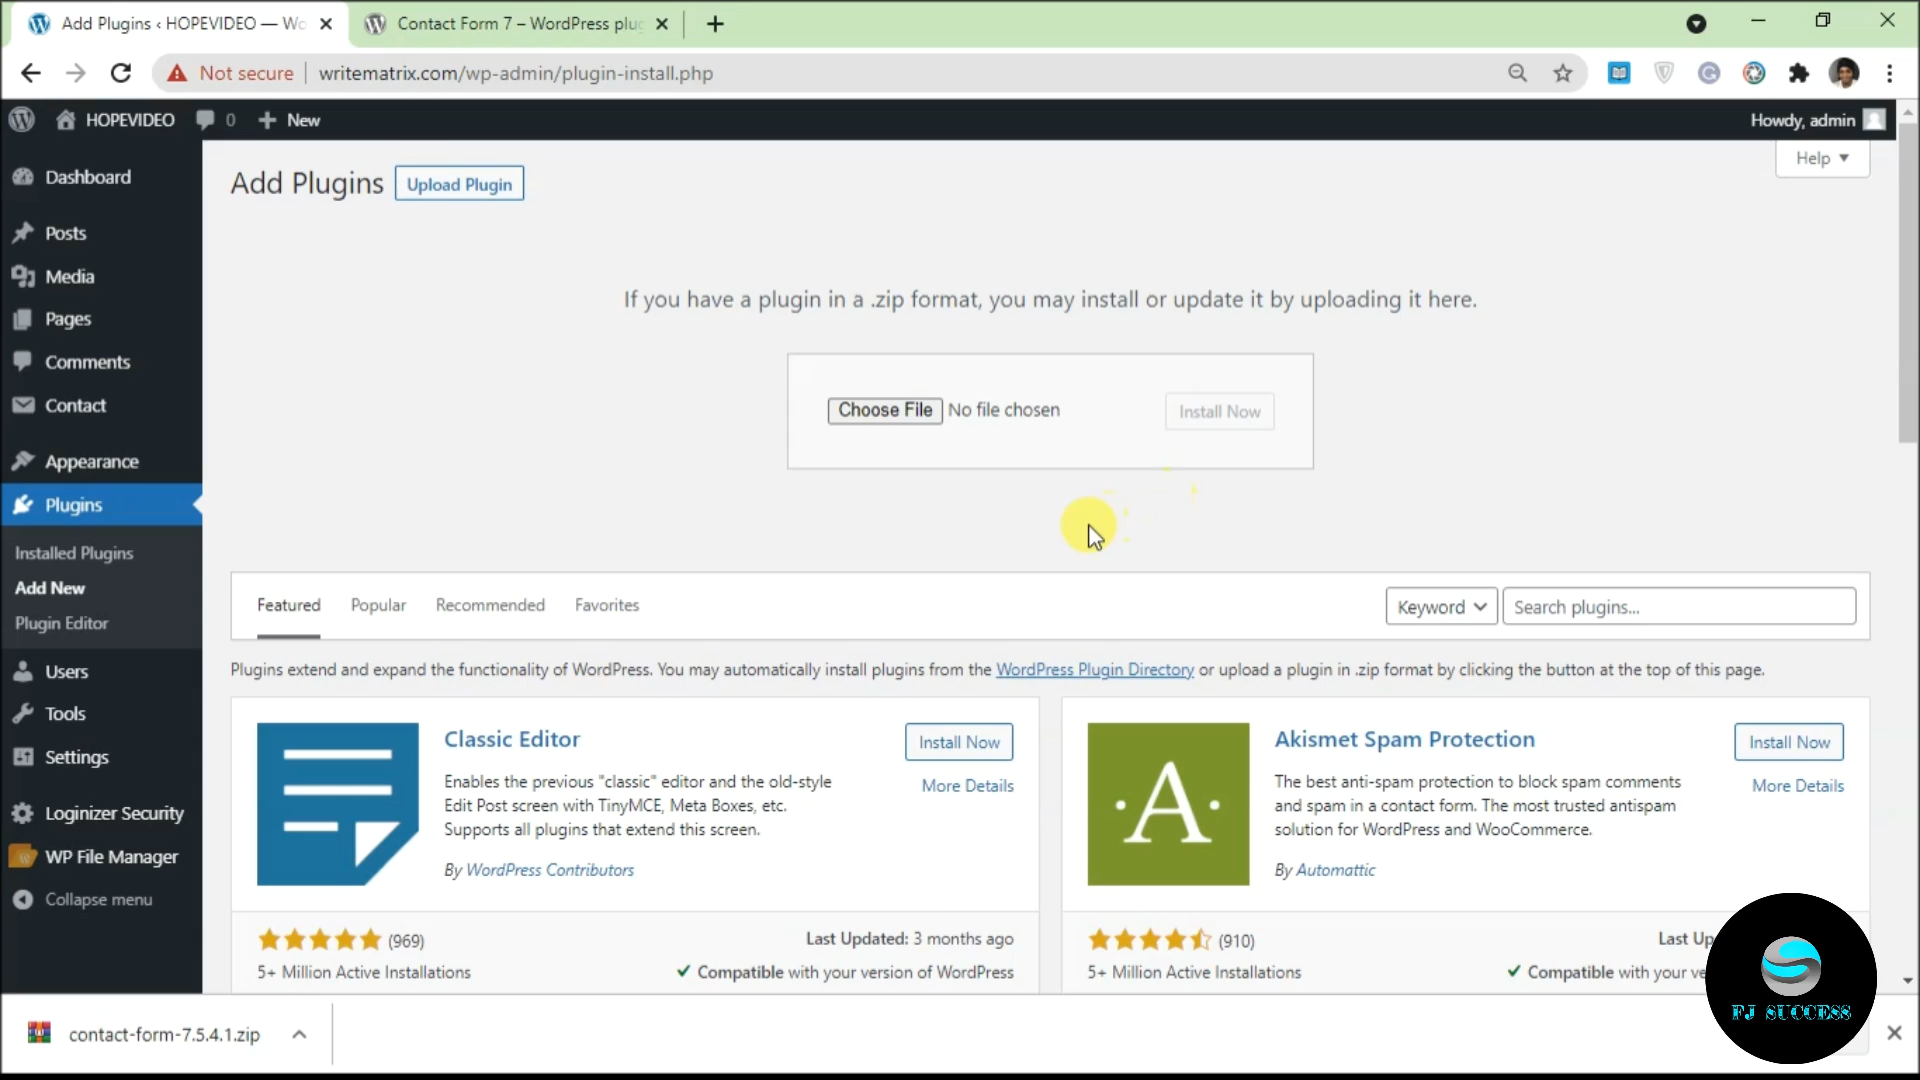 Add Plugins ‹ HOPEVIDEO — Wo
Contact Form 7 – WordPress plug
Not secure
writematrix.com/wp-admin/plugin-install.php
HOPEVIDEO
0
New
Howdy, admin
Dashboard
Posts
Media
Pages
Comments
Contact
Appearance
Plugins
Installed Plugins
Add New
Plugin Editor
Users
Tools
Settings
Loginizer Security
WP File Manager
Collapse menu
Add Plugins
Upload Plugin
Help
If you have a plugin in a .zip format, you may install or update it by uploading it here.
Choose File No file chosen
Install Now
Featured
Popular
Recommended
Favorites
Keyword
Search plugins...
Plugins extend and expand the functionality of WordPress. You may automatically install plugins from the WordPress Plugin Directory or upload a plugin in .zip format by clicking the button at the top of this page.
Classic Editor
Install Now
More Details
Enables the previous "classic" editor and the old-style
Edit Post screen with TinyMCE, Meta Boxes, etc.
Supports all plugins that extend this screen.
By WordPress Contributors
(969)
Last Updated: 3 months ago
5+ Million Active Installations
Compatible with your version of WordPress
Akismet Spam Protection
Install Now
More Details
The best anti-spam protection to block spam comments
and spam in a contact form. The most trusted antispam
solution for WordPress and WooCommerce.
By Automattic
(910)
Last Up
5+ Million Active Installations
Compatible with your ve
FJ SUCCESS
contact-form-7.5.4.1.zip